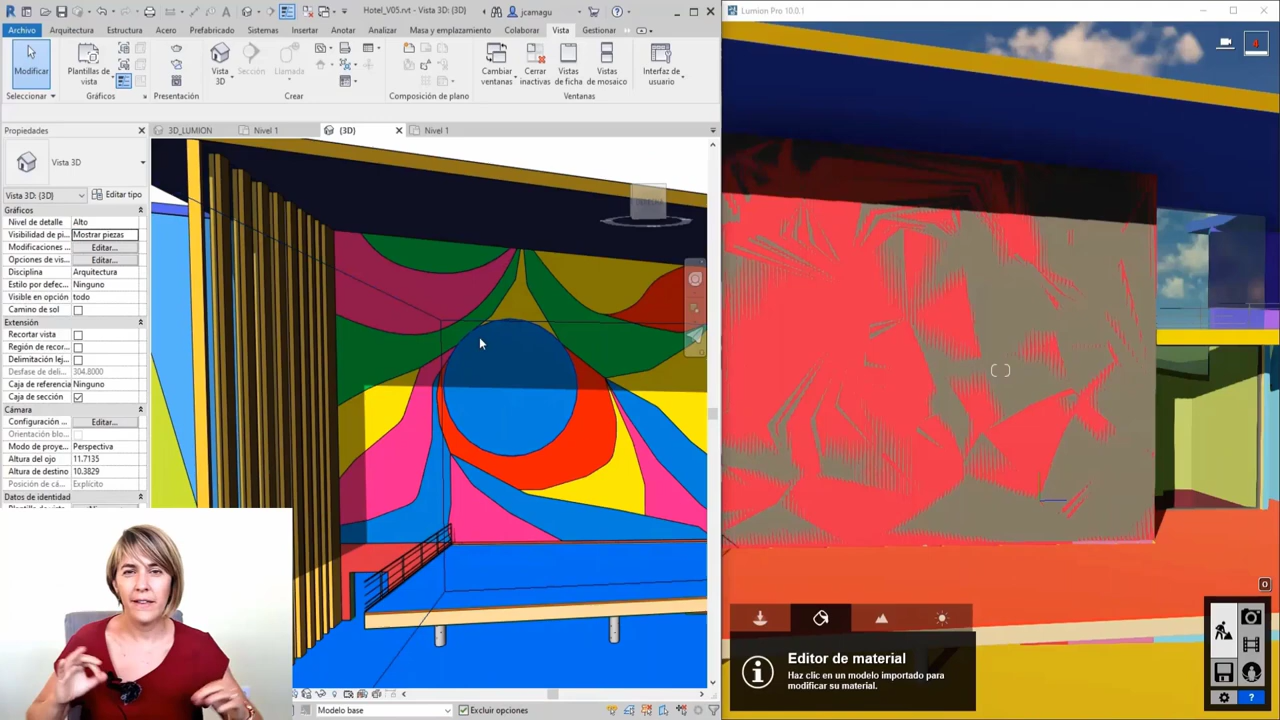 Hotel_V05.rvt - Vista 3D: {3D}
jcamagu
Lumion Pro 10.0.1
Archivo Arquitectura Estructura Acero Prefabricado Sistemas Insertar Anotar Analizar Masa y emplazamiento Colaborar Vista Gestionar
Modificar
Plantillas de vista
Vista 3D
Sección
Llamada
Cambiar ventanas
Cerrar inactivas
Vistas de ficha
Vistas de mosaico
Interfaz de usuario
Seleccionar Gráficos Presentación Crear Composición de plano Ventanas
Propiedades
3D_LUMION
Nivel 1
{3D}
Nivel 1
Vista 3D
Vista 3D: {3D}
Editar tipo
Gráficos
Nivel de detalle Alto
Visibilidad de pi... Mostrar piezas
Modificaciones ... Editar...
Opciones de vis... Editar...
Disciplina Arquitectura
Estilo por defec... Ninguno
Visible en opción todo
Camino de sol
Extensión
Recortar vista
Región de recor...
Delimitación lej...
Desfase de deli... 304.8000
Caja de referencia Ninguno
Caja de sección
Cámara
Configuración ... Editar...
Orientación blo...
Modo de proye... Perspectiva
Altura del ojo 11.7135
Altura de destino 10.3829
Posición de cá... Explícito
Datos de identidad
Modelo base
Excluir opciones
4
O
Editor de material
Haz clic en un modelo importado para
modificar su material.
?